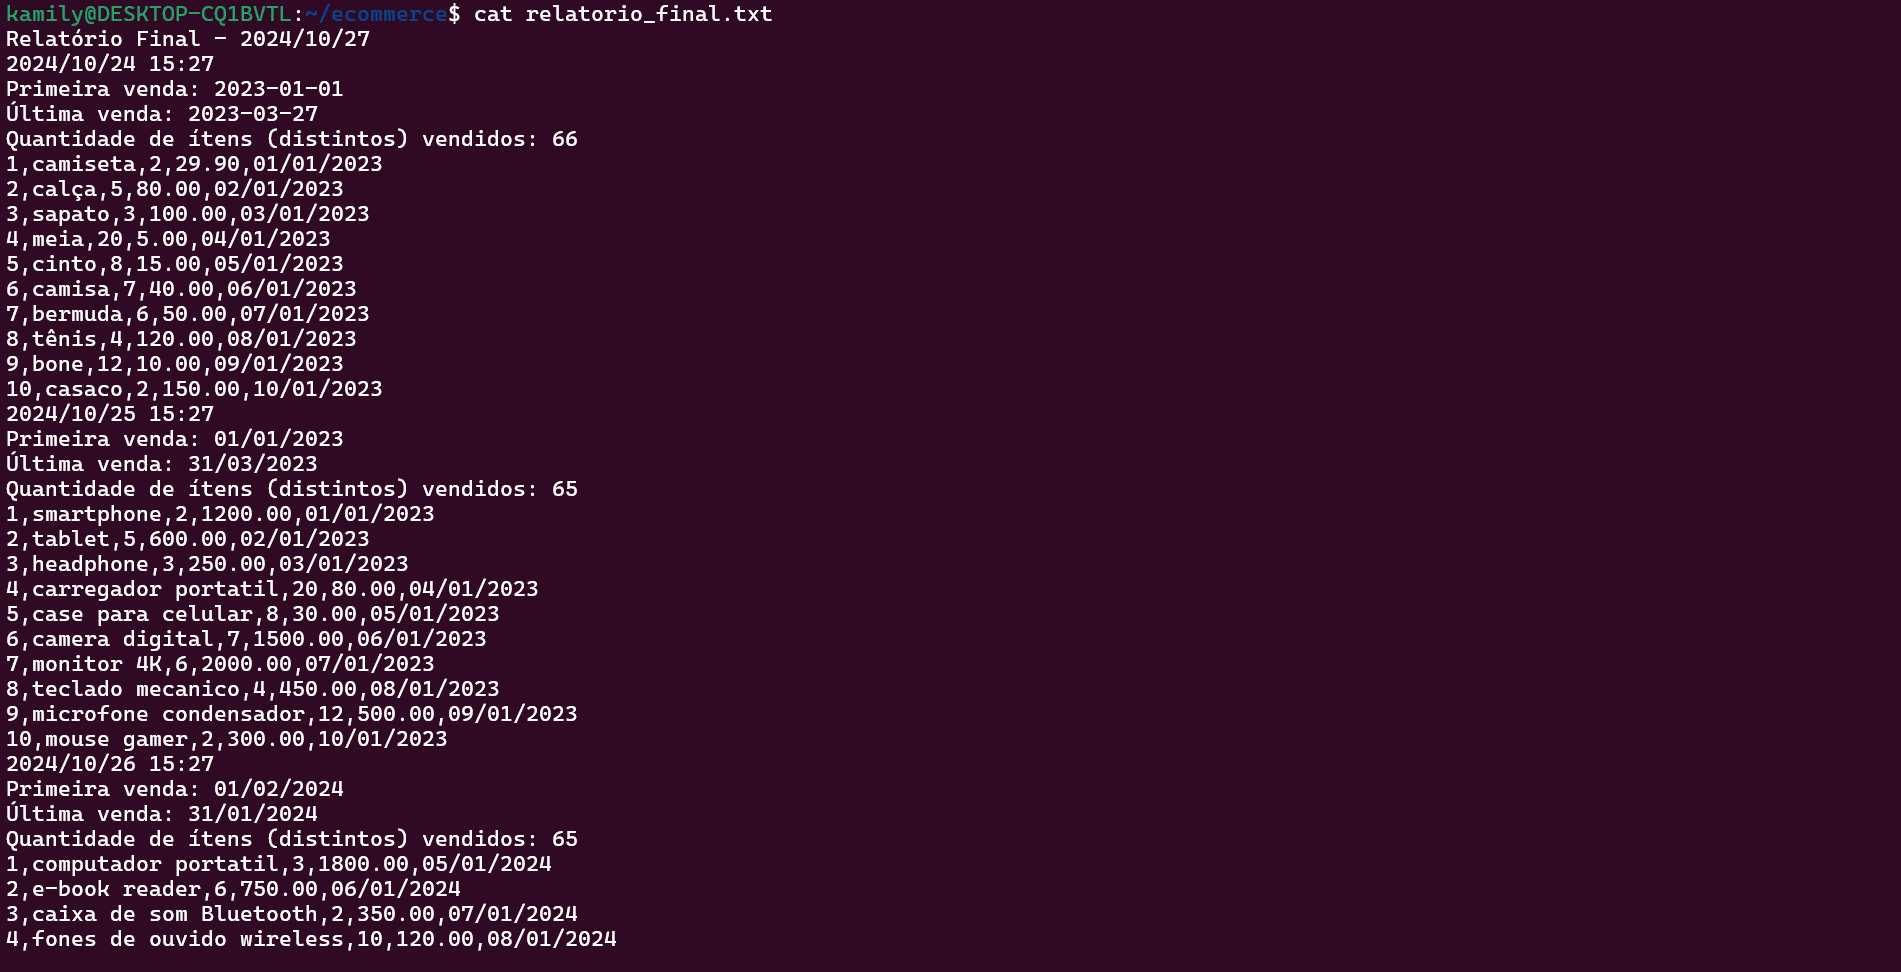 kamily@DESKTOP-CQ1BVTL:~/ecommerce$ cat relatorio_final.txt
Relatório Final - 2024/10/27
2024/10/24 15:27
Primeira venda: 2023-01-01
Última venda: 2023-03-27
Quantidade de ítens (distintos) vendidos: 66
1,camiseta,2,29.90,01/01/2023
2,calça,5,80.00,02/01/2023
3,sapato,3,100.00,03/01/2023
4,meia,20,5.00,04/01/2023
5,cinto,8,15.00,05/01/2023
6,camisa,7,40.00,06/01/2023
7,bermuda,6,50.00,07/01/2023
8,tênis,4,120.00,08/01/2023
9,bone,12,10.00,09/01/2023
10,casaco,2,150.00,10/01/2023
2024/10/25 15:27
Primeira venda: 01/01/2023
Última venda: 31/03/2023
Quantidade de ítens (distintos) vendidos: 65
1,smartphone,2,1200.00,01/01/2023
2,tablet,5,600.00,02/01/2023
3,headphone,3,250.00,03/01/2023
4,carregador portatil,20,80.00,04/01/2023
5,case para celular,8,30.00,05/01/2023
6,camera digital,7,1500.00,06/01/2023
7,monitor 4K,6,2000.00,07/01/2023
8,teclado mecanico,4,450.00,08/01/2023
9,microfone condensador,12,500.00,09/01/2023
10,mouse gamer,2,300.00,10/01/2023
2024/10/26 15:27
Primeira venda: 01/02/2024
Última venda: 31/01/2024
Quantidade de ítens (distintos) vendidos: 65
1,computador portatil,3,1800.00,05/01/2024
2,e-book reader,6,750.00,06/01/2024
3,caixa de som Bluetooth,2,350.00,07/01/2024
4,fones de ouvido wireless,10,120.00,08/01/2024